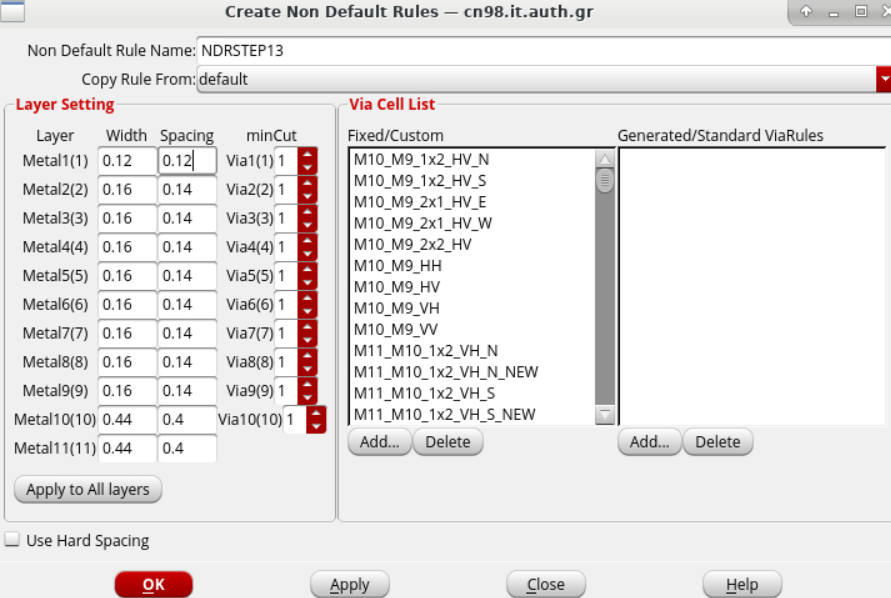 Create Non Default Rules — cn98.it.auth.gr
Non Default Rule Name: NDRSTEP13
Copy Rule From: default
Layer Setting
Layer Width Spacing minCut
Metal1(1) 0.12 0.12 Via1(1) 1
Metal2(2) 0.16 0.14 Via2(2) 1
Metal3(3) 0.16 0.14 Via3(3) 1
Metal4(4) 0.16 0.14 Via4(4) 1
Metal5(5) 0.16 0.14 Via5(5) 1
Metal6(6) 0.16 0.14 Via6(6) 1
Metal7(7) 0.16 0.14 Via7(7) 1
Metal8(8) 0.16 0.14 Via8(8) 1
Metal9(9) 0.16 0.14 Via9(9) 1
Metal10(10) 0.44 0.4 Via10(10) 1
Metal11(11) 0.44 0.4
Apply to All layers
Via Cell List
Fixed/Custom
M10_M9_1x2_HV_N
M10_M9_1x2_HV_S
M10_M9_2x1_HV_E
M10_M9_2x1_HV_W
M10_M9_2x2_HV
M10_M9_HH
M10_M9_HV
M10_M9_VH
M10_M9_VV
M11_M10_1x2_VH_N
M11_M10_1x2_VH_N_NEW
M11_M10_1x2_VH_S
M11_M10_1x2_VH_S_NEW
Add... Delete
Generated/Standard ViaRules
Add... Delete
Use Hard Spacing
OK Apply Close Help